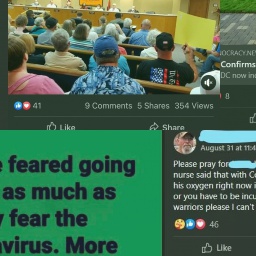 41
9 Comments 5 Shares 354 Views
Like
Share
OCRACY.NE
Confirms
DC now in
8
e feared going
as much as
y fear the
avirus. More
August 31 at 11:4
Please pray for
nurse said that with Co
his oxygen right now i
or you have to be incu
warriors please I can't
46
Like